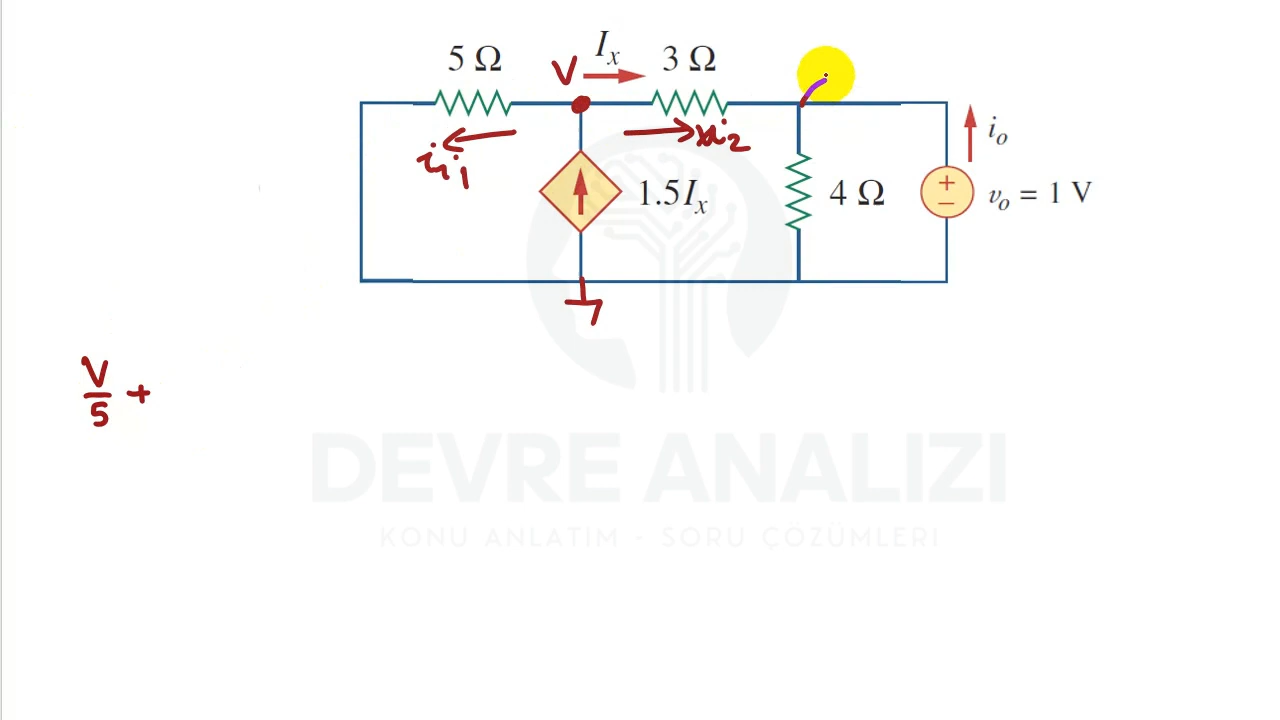 5 Ω
V
Iₓ
3 Ω
i₁
i₂
1.5Iₓ
4 Ω
iₒ
+
−
vₒ = 1 V
V/5 +
DEVRE ANALIZI
KONU ANLATIM - SORU ÇÖZÜMLERI